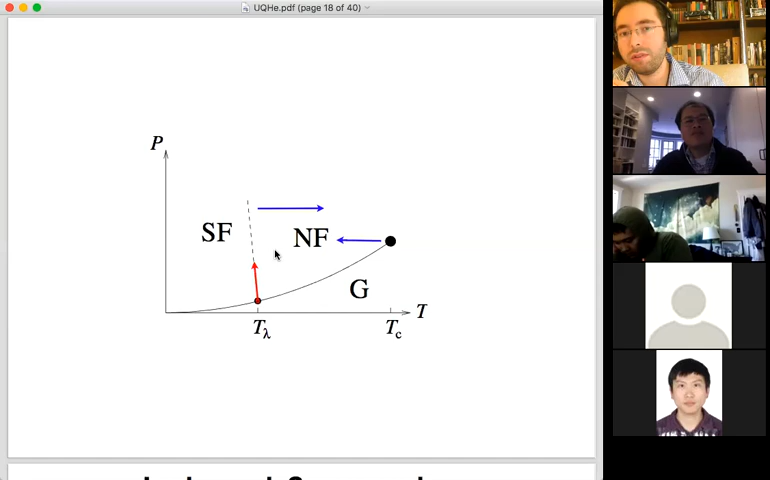 UQHe.pdf (page 18 of 40)
P
SF
NF
G
T
Tλ
Tc